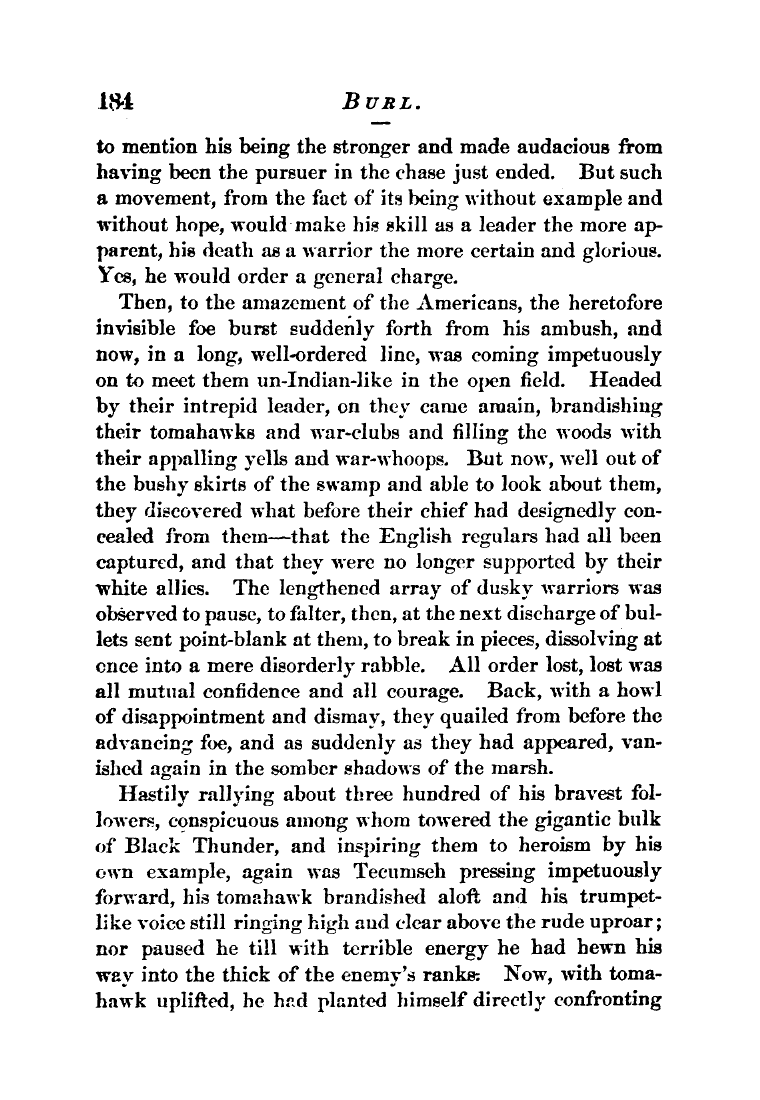 184 BURL.
to mention his being the stronger and made audacious from
having been the pursuer in the chase just ended. But such
a movement, from the fact of its being without example and
without hope, would make his skill as a leader the more ap-
parent, his death as a warrior the more certain and glorious.
Yes, he would order a general charge.
Then, to the amazement of the Americans, the heretofore
invisible foe burst suddenly forth from his ambush, and
now, in a long, well-ordered line, was coming impetuously
on to meet them un-Indian-like in the open field. Headed
by their intrepid leader, on they came amain, brandishing
their tomahawks and war-clubs and filling the woods with
their appalling yells and war-whoops. But now, well out of
the bushy skirts of the swamp and able to look about them,
they discovered what before their chief had designedly con-
cealed from them—that the English regulars had all been
captured, and that they were no longer supported by their
white allies. The lengthened array of dusky warriors was
observed to pause, to falter, then, at the next discharge of bul-
lets sent point-blank at them, to break in pieces, dissolving at
once into a mere disorderly rabble. All order lost, lost was
all mutual confidence and all courage. Back, with a howl
of disappointment and dismay, they quailed from before the
advancing foe, and as suddenly as they had appeared, van-
ished again in the somber shadows of the marsh.
Hastily rallying about three hundred of his bravest fol-
lowers, conspicuous among whom towered the gigantic bulk
of Black Thunder, and inspiring them to heroism by his
own example, again was Tecumseh pressing impetuously
forward, his tomahawk brandished aloft and his trumpet-
like voice still ringing high and clear above the rude uproar;
nor paused he till with terrible energy he had hewn his
way into the thick of the enemy's ranks. Now, with toma-
hawk uplifted, he had planted himself directly confronting